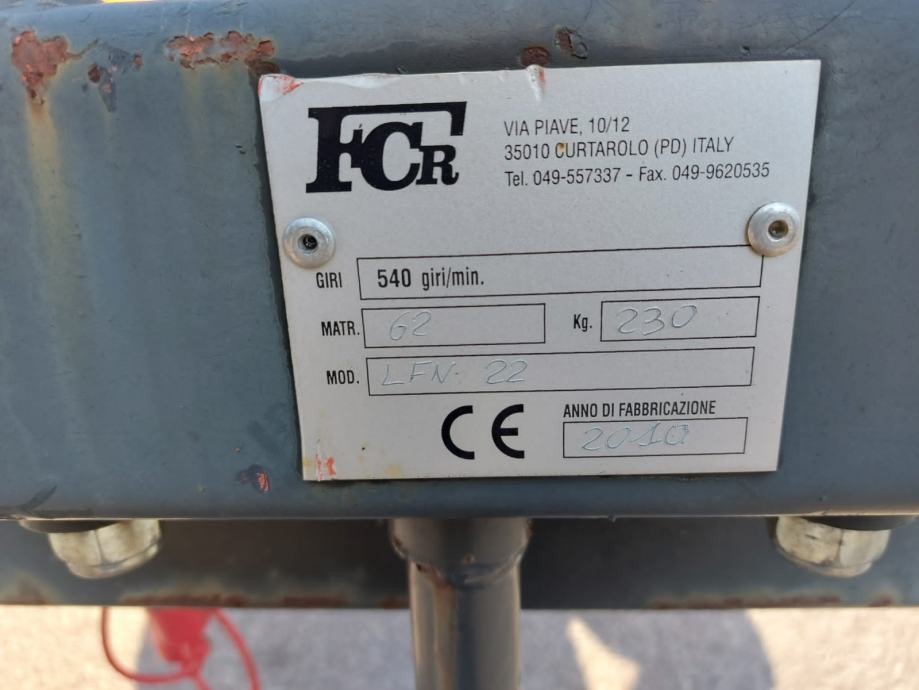 FCR
VIA PIAVE, 10/12
35010 CURTAROLO (PD) ITALY
Tel. 049-557337 - Fax. 049-9620535
GIRI 540 giri/min.
MATR. 62 Kg. 230
MOD. LFN. 22
CE ANNO DI FABBRICAZIONE
2010